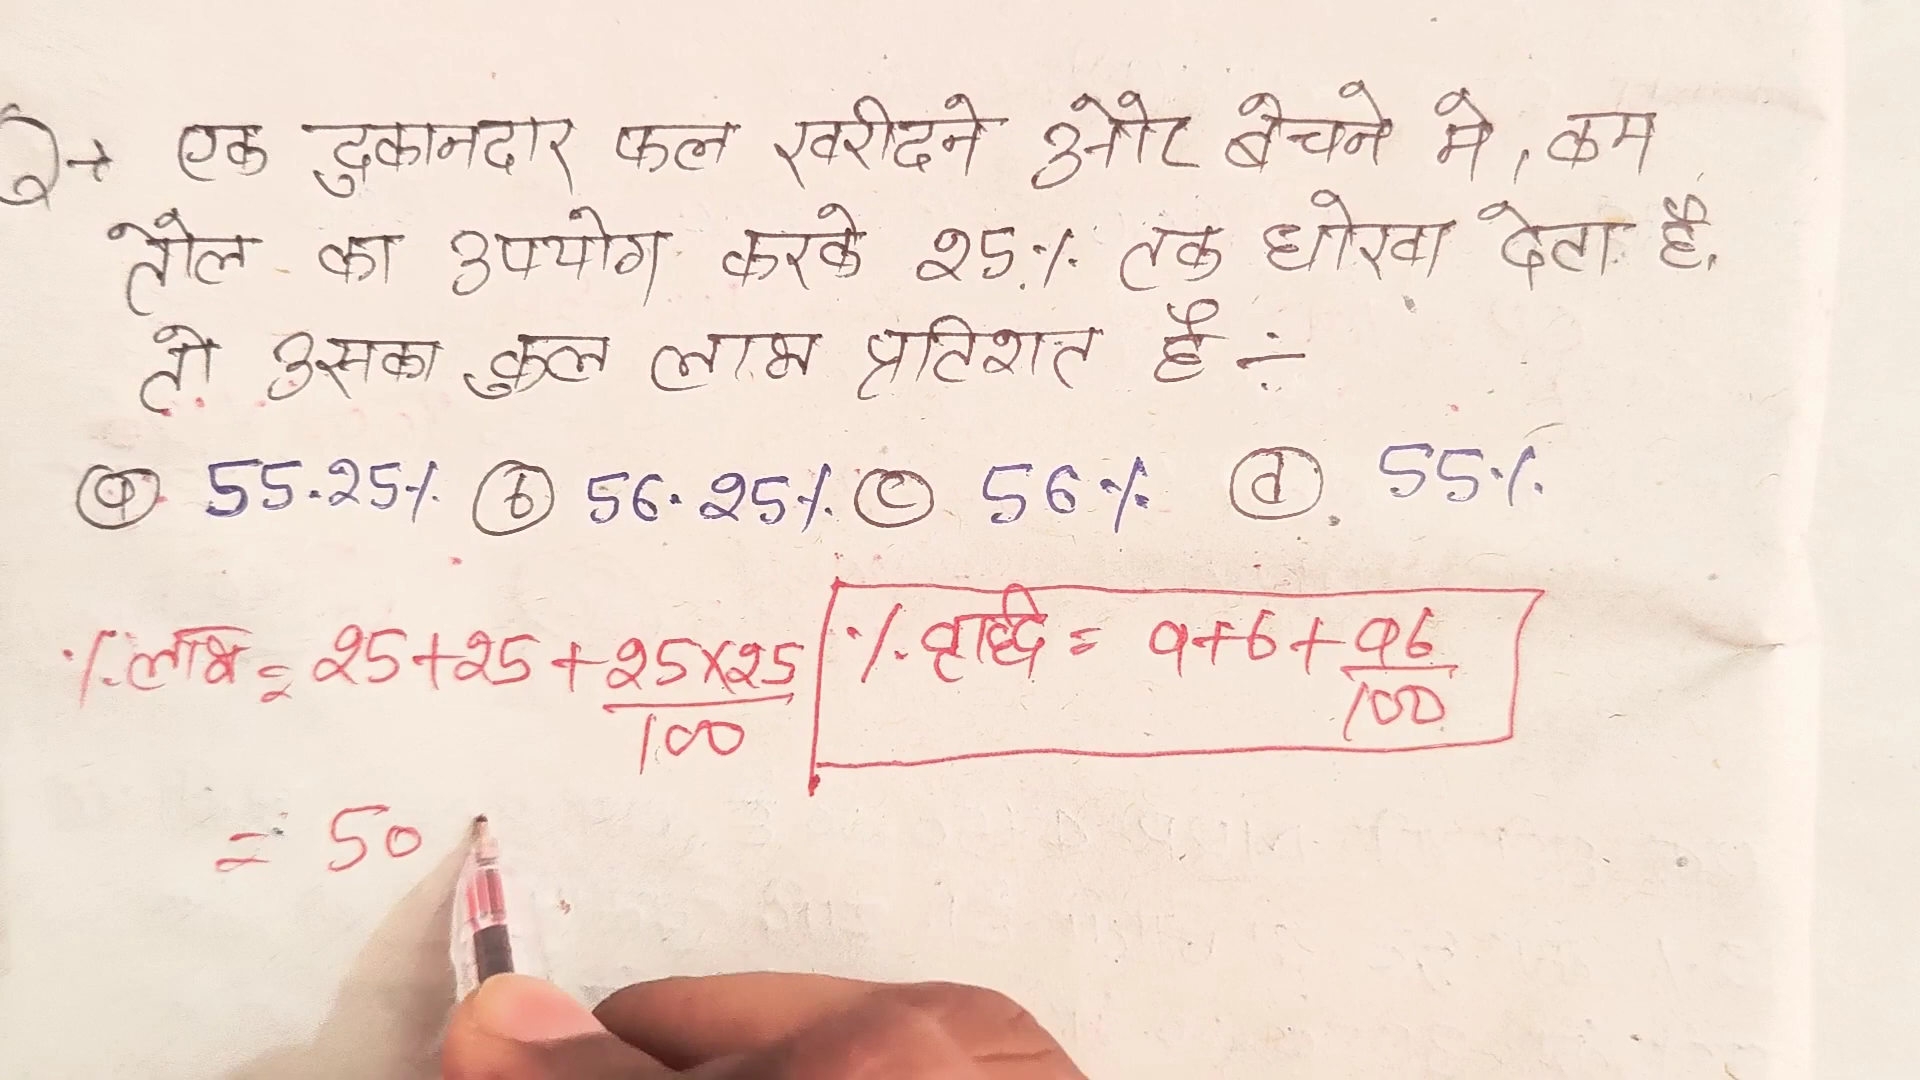 Q→ एक दुकानदार फल खरीदने और बेचने मे, कम
तौल का उपयोग करके 25% तक धोखा देता है,
तो उसका कुल लाभ प्रतिशत है ÷
(a) 55.25% (b) 56.25% (c) 56% (d) 55%
% लाभ = 25+25+25×25/100
% वृद्धि = a+b+ab/100
= 50